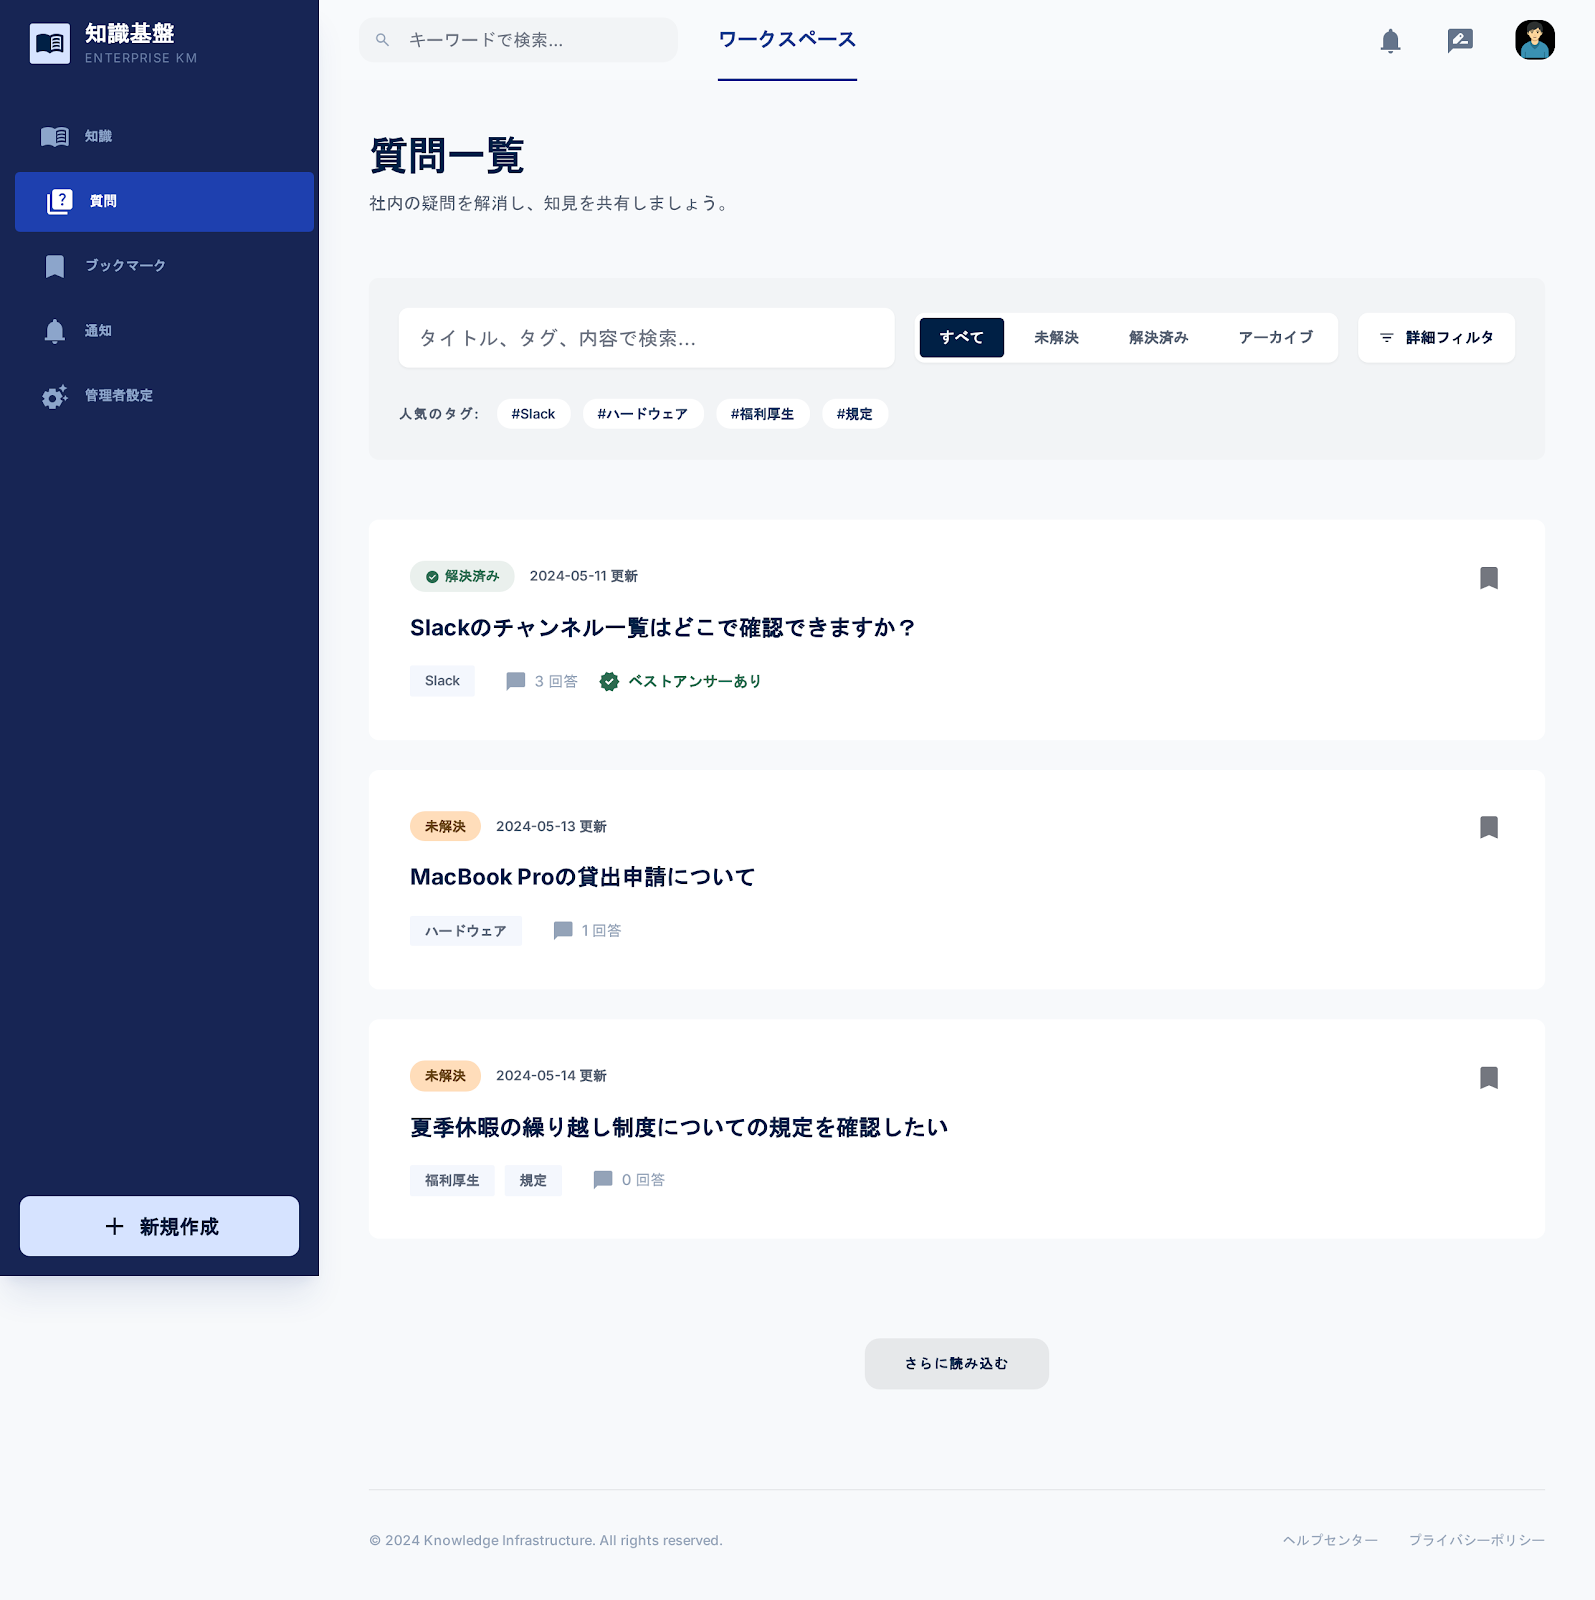 知識基盤
ENTERPRISE KM
知識
質問
ブックマーク
通知
管理者設定
新規作成
キーワードで検索...
ワークスペース
質問一覧
社内の疑問を解消し、知見を共有しましょう。
タイトル、タグ、内容で検索...
すべて 未解決 解決済み アーカイブ 詳細フィルタ
人気のタグ: #Slack #ハードウェア #福利厚生 #規定
解決済み 2024-05-11 更新
Slackのチャンネル一覧はどこで確認できますか？
Slack 3 回答 ベストアンサーあり
未解決 2024-05-13 更新
MacBook Proの貸出申請について
ハードウェア 1 回答
未解決 2024-05-14 更新
夏季休暇の繰り越し制度についての規定を確認したい
福利厚生 規定 0 回答
さらに読み込む
© 2024 Knowledge Infrastructure. All rights reserved.
ヘルプセンター プライバシーポリシー